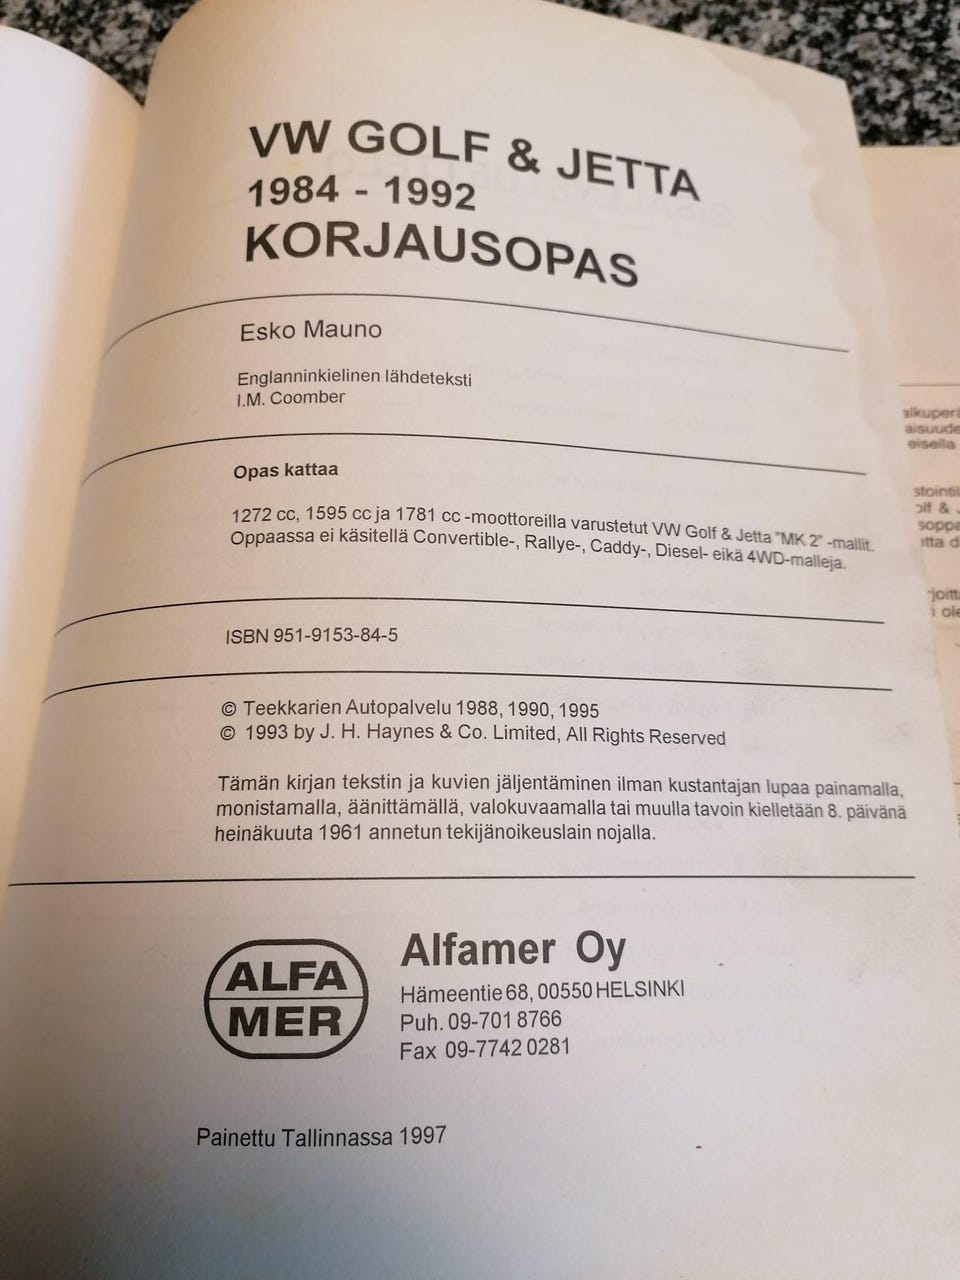 VW GOLF & JETTA
1984 - 1992
KORJAUSOPAS
Esko Mauno
Englanninkielinen lähdeteksti
I.M. Coomber
Opas kattaa
1272 cc, 1595 cc ja 1781 cc -moottoreilla varustetut VW Golf & Jetta "MK 2" -mallit.
Oppaassa ei käsitellä Convertible-, Rallye-, Caddy-, Diesel- eikä 4WD-malleja.
ISBN 951-9153-84-5
© Teekkarien Autopalvelu 1988, 1990, 1995
© 1993 by J. H. Haynes & Co. Limited, All Rights Reserved
Tämän kirjan tekstin ja kuvien jäljentäminen ilman kustantajan lupaa painamalla,
monistamalla, äänittämällä, valokuvaamalla tai muulla tavoin kielletään 8. päivänä
heinäkuuta 1961 annetun tekijänoikeuslain nojalla.
ALFA
MER
Alfamer Oy
Hämeentie 68, 00550 HELSINKI
Puh. 09-701 8766
Fax 09-7742 0281
Painettu Tallinnassa 1997